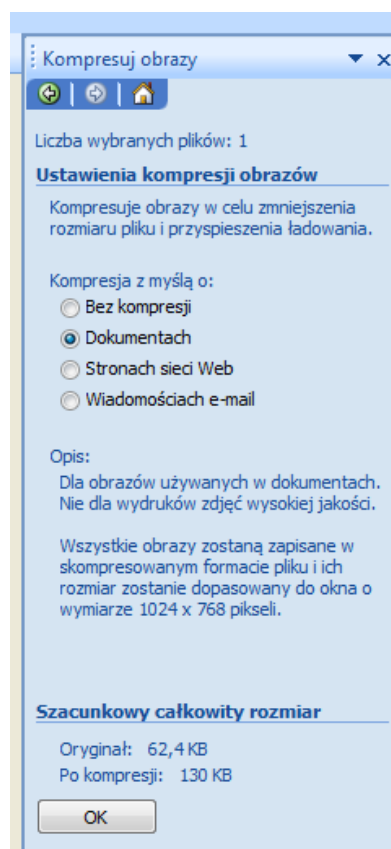 Kompresuj obrazy
Liczba wybranych plików: 1
Ustawienia kompresji obrazów
Kompresuje obrazy w celu zmniejszenia
rozmiaru pliku i przyspieszenia ładowania.
Kompresja z myślą o:
Bez kompresji
Dokumentach
Stronach sieci Web
Wiadomościach e-mail
Opis:
Dla obrazów używanych w dokumentach.
Nie dla wydruków zdjęć wysokiej jakości.
Wszystkie obrazy zostaną zapisane w
skompresowanym formacie pliku i ich
rozmiar zostanie dopasowany do okna o
wymiarze 1024 x 768 pikseli.
Szacunkowy całkowity rozmiar
Oryginał: 62,4 KB
Po kompresji: 130 KB
OK